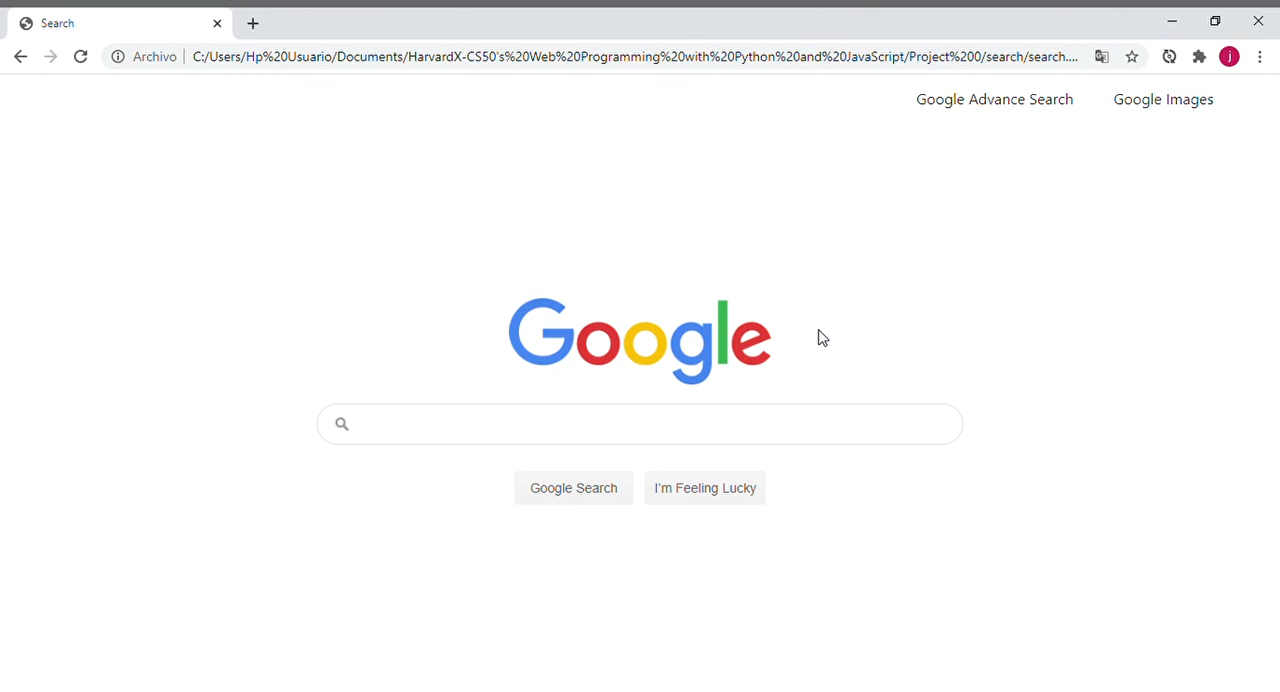 Search
Archivo C:/Users/Hp%20Usuario/Documents/HarvardX-CS50's%20Web%20Programming%20with%20Python%20and%20JavaScript/Project%200/search/search....
j
Google Advance Search Google Images
Google
Google Search I'm Feeling Lucky